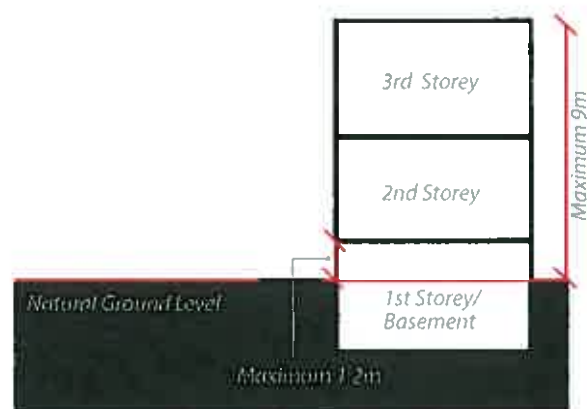 3rd Storey
2nd Storey
Maximum 9m
Natural Ground Level
1st Storey/
Basement
Maximum 1.2m